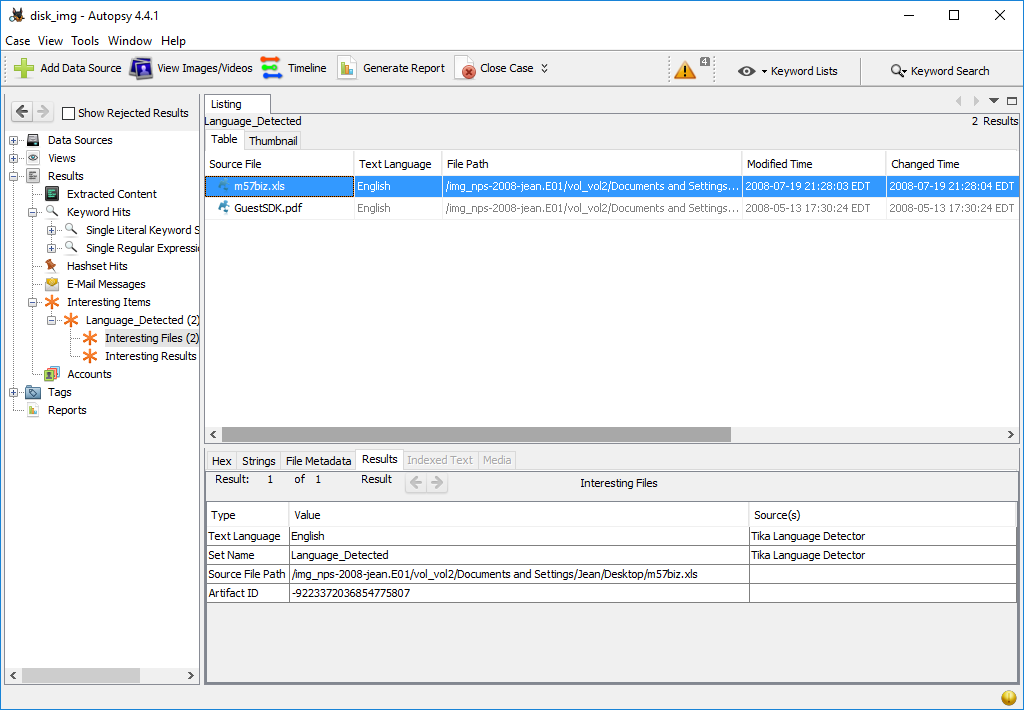 disk_img - Autopsy 4.4.1
Case View Tools Window Help
Add Data Source View Images/Videos Timeline Generate Report Close Case 4 Keyword Lists Keyword Search
Show Rejected Results
Data Sources
Views
Results
Extracted Content
Keyword Hits
Single Literal Keyword S
Single Regular Expressi
Hashset Hits
E-Mail Messages
Interesting Items
Language_Detected (2)
Interesting Files (2)
Interesting Results
Accounts
Tags
Reports
Listing
Language_Detected 2 Results
Table Thumbnail
Source File Text Language File Path Modified Time Changed Time
m57biz.xls English /img_nps-2008-jean.E01/vol_vol2/Documents and Settings... 2008-07-19 21:28:03 EDT 2008-07-19 21:28:04 EDT
GuestSDK.pdf English /img_nps-2008-jean.E01/vol_vol2/Documents and Settings... 2008-05-13 17:30:24 EDT 2008-05-13 17:30:24 EDT
Hex Strings File Metadata Results Indexed Text Media
Result: 1 of 1 Result Interesting Files
Type Value Source(s)
Text Language English Tika Language Detector
Set Name Language_Detected Tika Language Detector
Source File Path /img_nps-2008-jean.E01/vol_vol2/Documents and Settings/Jean/Desktop/m57biz.xls
Artifact ID -9223372036854775807